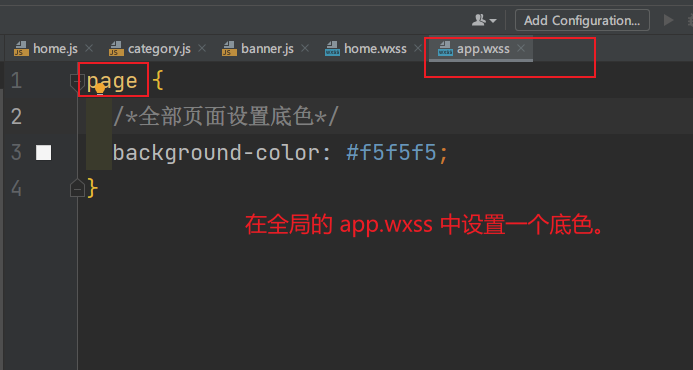 Add Configuration...
home.js category.js banner.js home.wxss app.wxss
1 page {
2 /*全部页面设置底色*/
3 background-color: #f5f5f5;
4 }
在全局的 app.wxss 中设置一个底色。